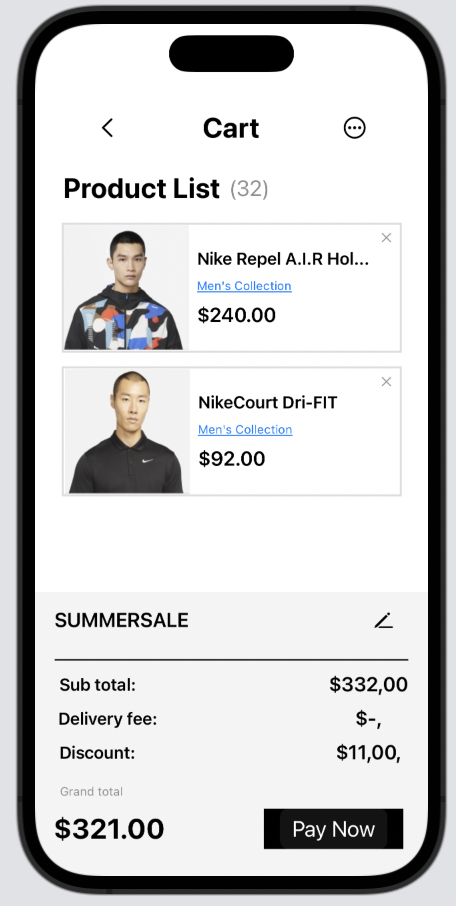 Cart
Product List (32)
Nike Repel A.I.R Hol...
Men's Collection
$240.00
NikeCourt Dri-FIT
Men's Collection
$92.00
SUMMERSALE
Sub total: $332,00
Delivery fee: $-,
Discount: $11,00,
Grand total
$321.00 Pay Now